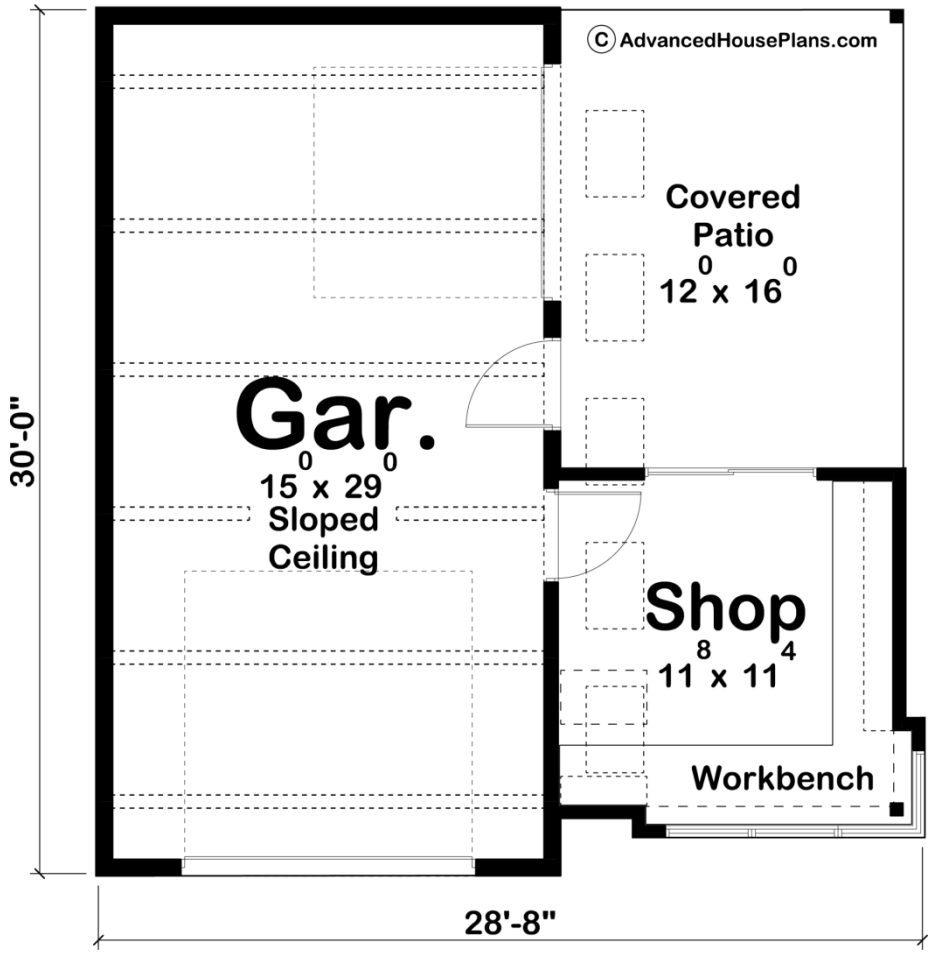 © AdvancedHousePlans.com
Covered
Patio
12⁰ x 16⁰
30'-0"
Gar.
15⁰ x 29⁰
Sloped
Ceiling
Shop
11⁸ x 11⁴
Workbench
28'-8"